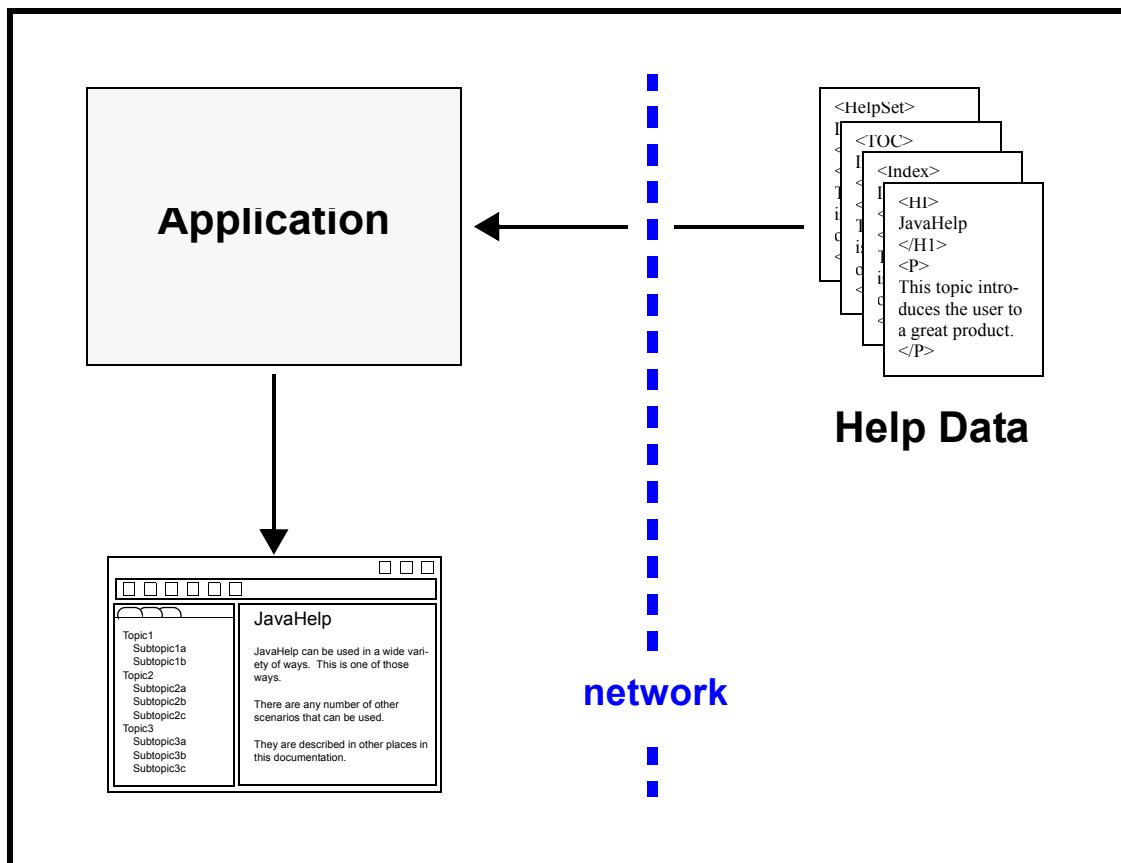 Application
<HelpSet>
<TOC>
<Index>
<H1>
JavaHelp
</H1>
<P>
This topic intro-
duces the user to
a great product.
</P>
Help Data
JavaHelp
Topic1
Subtopic1a
Subtopic1b
Topic2
Subtopic2a
Subtopic2b
Subtopic2c
Topic3
Subtopic3a
Subtopic3b
Subtopic3c
JavaHelp can be used in a wide vari-
ety of ways.  This is one of those
ways.
There are any number of other
scenarios that can be used.
They are described in other places in
this documentation.
network